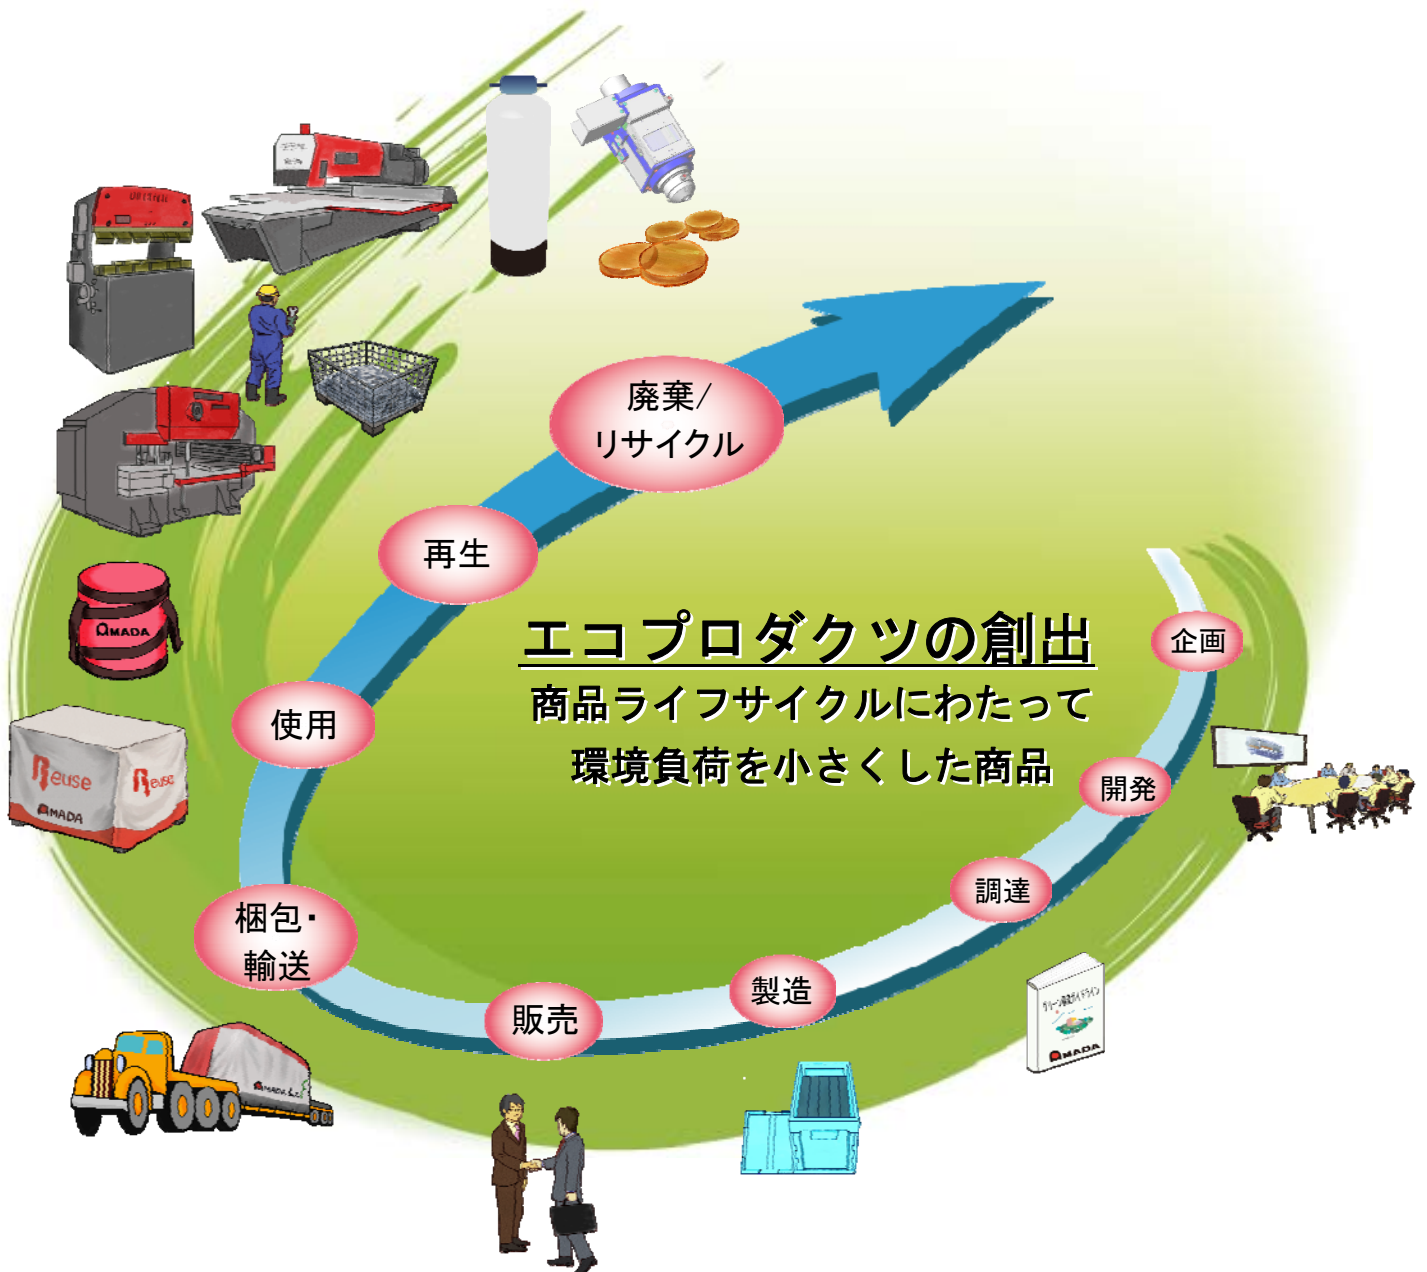 エコプロダクツの創出
商品ライフサイクルにわたって
環境負荷を小さくした商品
企画
開発
調達
製造
販売
梱包・
輸送
使用
再生
廃棄/
リサイクル
AMADA
Reuse
AMADA
Reuse
AMADA
AMADA